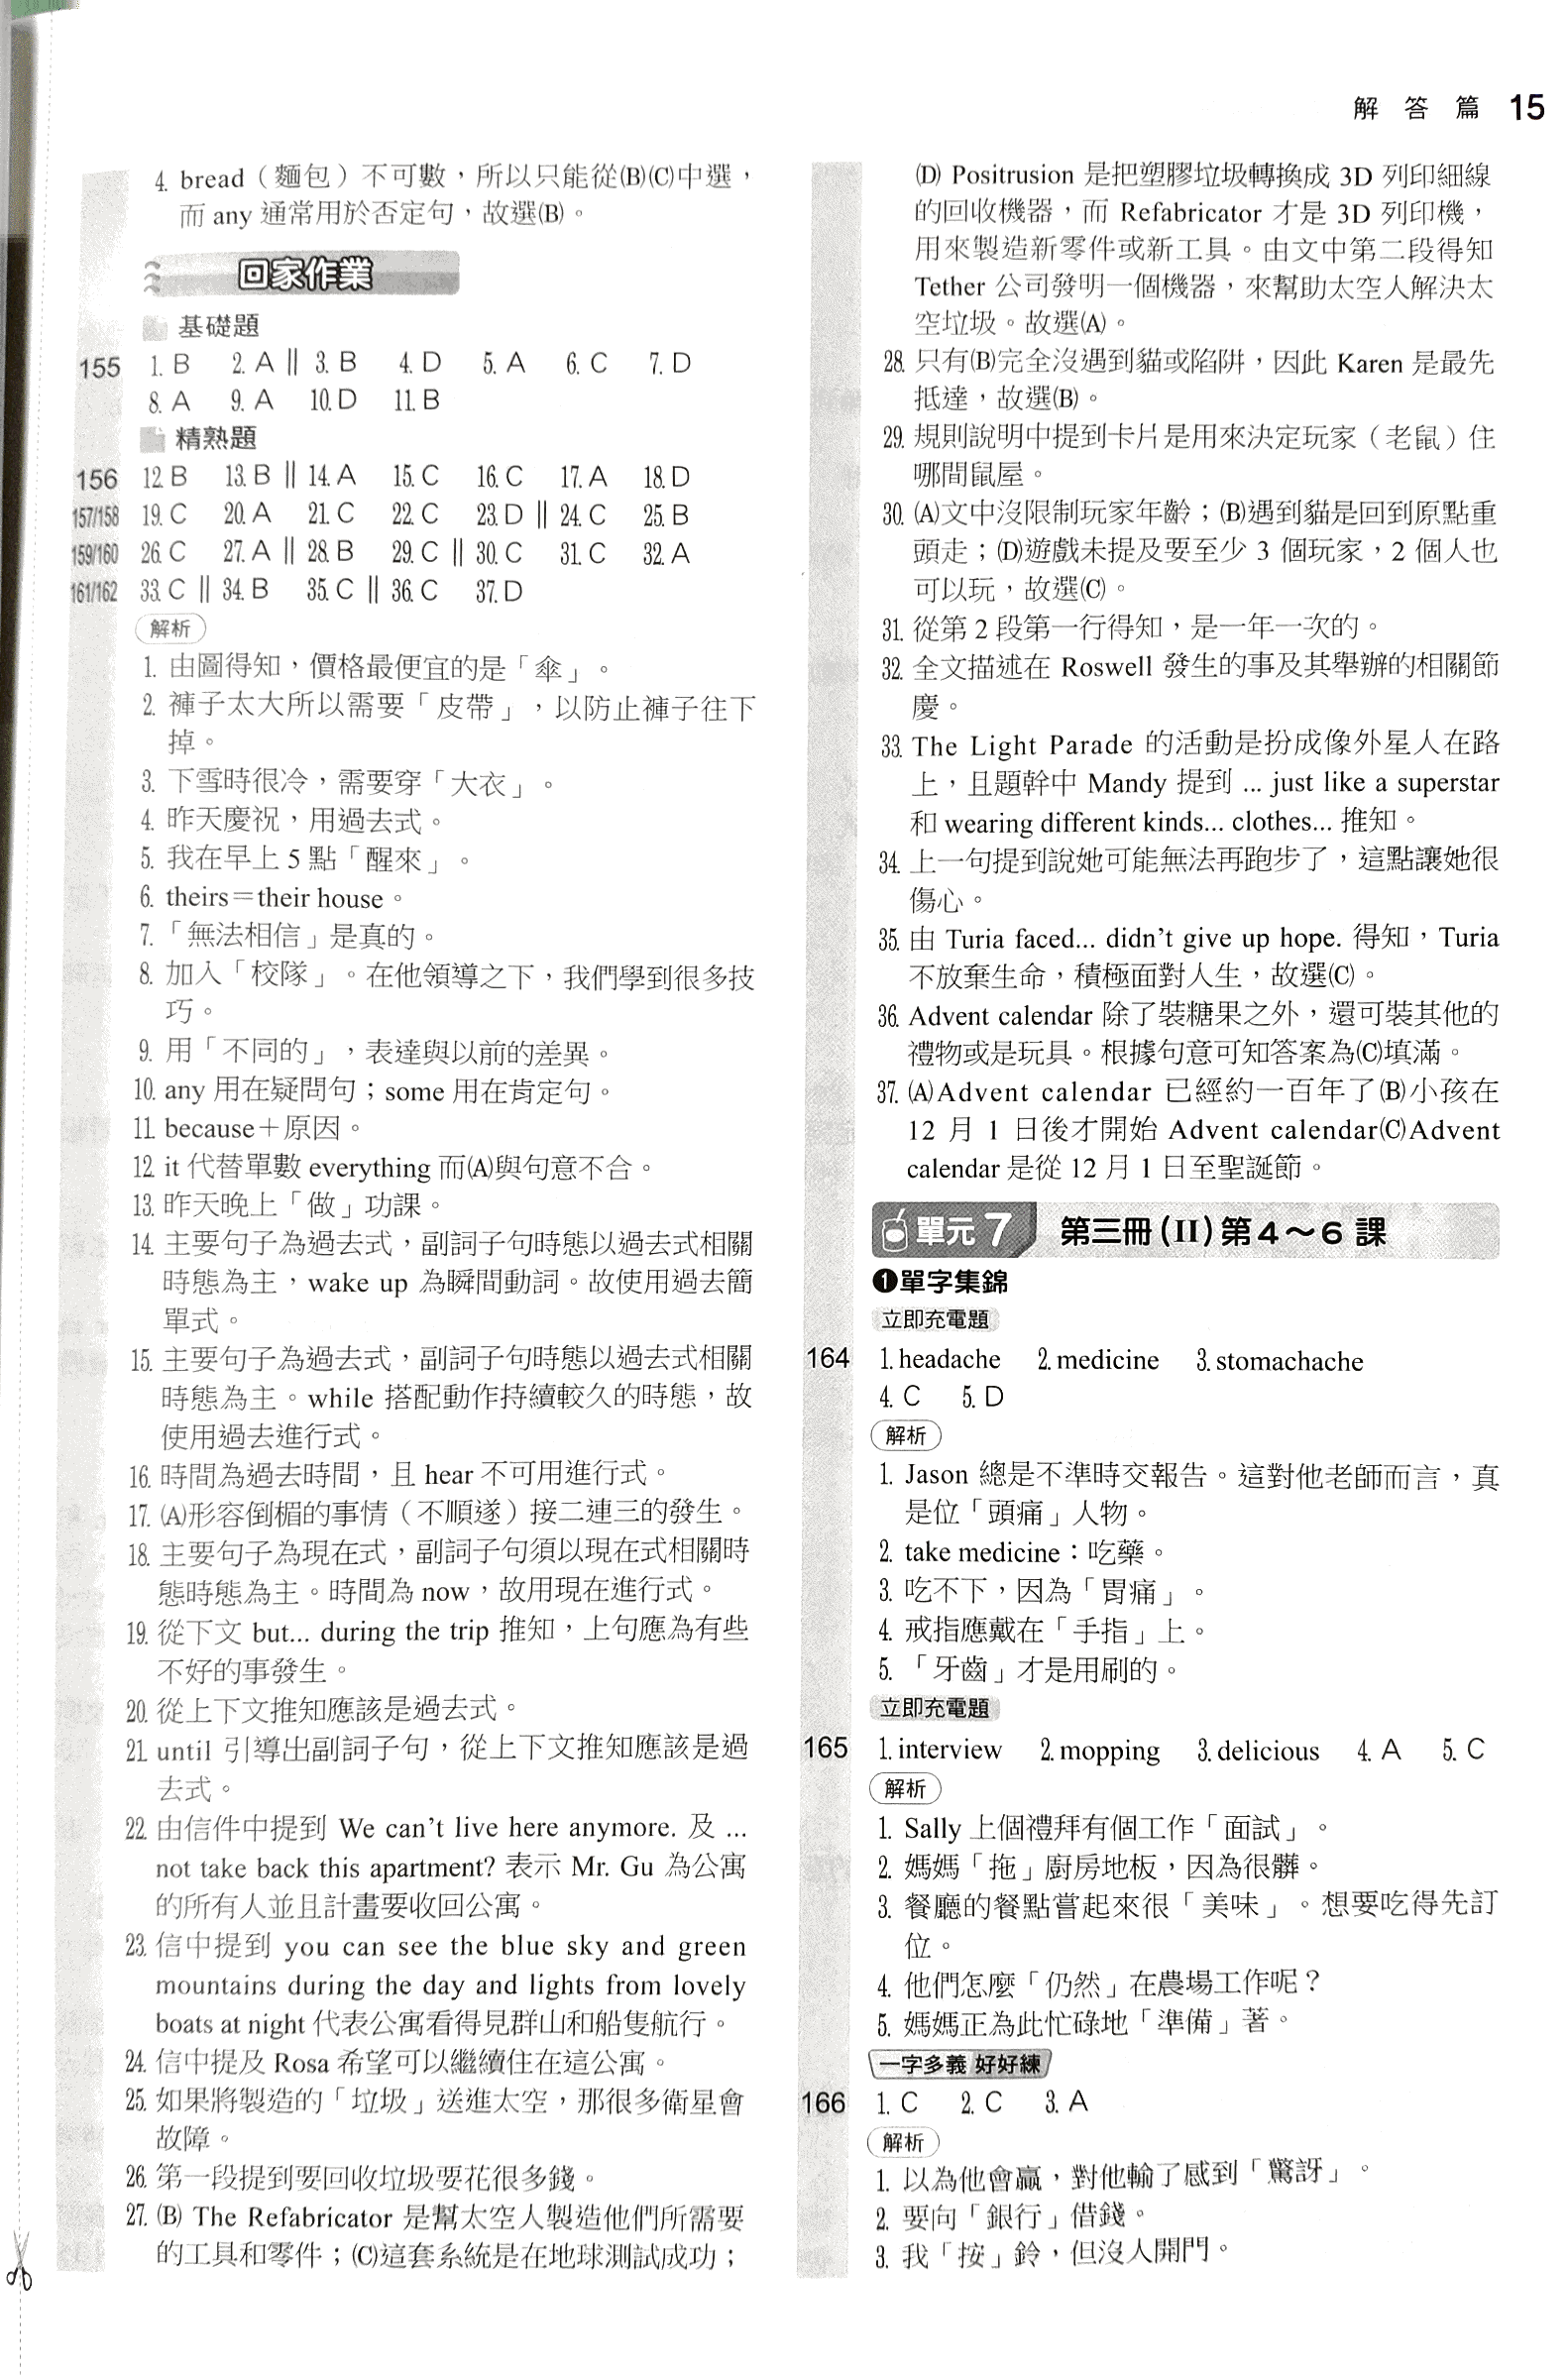 解 答 篇 15
4. bread（麵包）不可數，所以只能從(B)(C)中選，
而 any 通常用於否定句，故選(B)。
回家作業
基礎題
155 1. B 2. A ∥ 3. B 4. D 5. A 6. C 7. D
8. A 9. A 10. D 11. B
精熟題
156 12. B 13. B ∥ 14. A 15. C 16. C 17. A 18. D
157/158 19. C 20. A 21. C 22. C 23. D ∥ 24. C 25. B
159/160 26. C 27. A ∥ 28. B 29. C ∥ 30. C 31. C 32. A
161/162 33. C ∥ 34. B 35. C ∥ 36. C 37. D
解析
1. 由圖得知，價格最便宜的是「傘」。
2. 褲子太大所以需要「皮帶」，以防止褲子往下
掉。
3. 下雪時很冷，需要穿「大衣」。
4. 昨天慶祝，用過去式。
5. 我在早上 5 點「醒來」。
6. theirs＝their house。
7.「無法相信」是真的。
8. 加入「校隊」。在他領導之下，我們學到很多技
巧。
9. 用「不同的」，表達與以前的差異。
10. any 用在疑問句；some 用在肯定句。
11. because＋原因。
12. it 代替單數 everything 而(A)與句意不合。
13. 昨天晚上「做」功課。
14. 主要句子為過去式，副詞子句時態以過去式相關
時態為主，wake up 為瞬間動詞。故使用過去簡
單式。
15. 主要句子為過去式，副詞子句時態以過去式相關
時態為主。while 搭配動作持續較久的時態，故
使用過去進行式。
16. 時間為過去時間，且 hear 不可用進行式。
17. (A)形容倒楣的事情（不順遂）接二連三的發生。
18. 主要句子為現在式，副詞子句須以現在式相關時
態時態為主。時間為 now，故用現在進行式。
19. 從下文 but... during the trip 推知，上句應為有些
不好的事發生。
20. 從上下文推知應該是過去式。
21. until 引導出副詞子句，從上下文推知應該是過
去式。
22. 由信件中提到 We can't live here anymore. 及 ...
not take back this apartment? 表示 Mr. Gu 為公寓
的所有人並且計畫要收回公寓。
23. 信中提到 you can see the blue sky and green
mountains during the day and lights from lovely
boats at night 代表公寓看得見群山和船隻航行。
24. 信中提及 Rosa 希望可以繼續住在這公寓。
25. 如果將製造的「垃圾」送進太空，那很多衛星會
故障。
26. 第一段提到要回收垃圾要花很多錢。
27. (B) The Refabricator 是幫太空人製造他們所需要
的工具和零件；(C)這套系統是在地球測試成功；
(D) Positrusion 是把塑膠垃圾轉換成 3D 列印細線
的回收機器，而 Refabricator 才是 3D 列印機，
用來製造新零件或新工具。由文中第二段得知
Tether 公司發明一個機器，來幫助太空人解決太
空垃圾。故選(A)。
28. 只有(B)完全沒遇到貓或陷阱，因此 Karen 是最先
抵達，故選(B)。
29. 規則說明中提到卡片是用來決定玩家（老鼠）住
哪間鼠屋。
30. (A)文中沒限制玩家年齡；(B)遇到貓是回到原點重
頭走；(D)遊戲未提及要至少 3 個玩家，2 個人也
可以玩，故選(C)。
31. 從第 2 段第一行得知，是一年一次的。
32. 全文描述在 Roswell 發生的事及其舉辦的相關節
慶。
33. The Light Parade 的活動是扮成像外星人在路
上，且題幹中 Mandy 提到 ... just like a superstar
和 wearing different kinds... clothes... 推知。
34. 上一句提到說她可能無法再跑步了，這點讓她很
傷心。
35. 由 Turia faced... didn't give up hope. 得知，Turia
不放棄生命，積極面對人生，故選(C)。
36. Advent calendar 除了裝糖果之外，還可裝其他的
禮物或是玩具。根據句意可知答案為(C)填滿。
37. (A)Advent calendar 已經約一百年了(B)小孩在
12 月 1 日後才開始 Advent calendar(C)Advent
calendar 是從 12 月 1 日至聖誕節。
單元 7 第三冊(II)第 4～6 課
❶單字集錦
立即充電題
164 1. headache 2. medicine 3. stomachache
4. C 5. D
解析
1. Jason 總是不準時交報告。這對他老師而言，真
是位「頭痛」人物。
2. take medicine：吃藥。
3. 吃不下，因為「胃痛」。
4. 戒指應戴在「手指」上。
5. 「牙齒」才是用刷的。
立即充電題
165 1. interview 2. mopping 3. delicious 4. A 5. C
解析
1. Sally 上個禮拜有個工作「面試」。
2. 媽媽「拖」廚房地板，因為很髒。
3. 餐廳的餐點嘗起來很「美味」。想要吃得先訂
位。
4. 他們怎麼「仍然」在農場工作呢？
5. 媽媽正為此忙碌地「準備」著。
一字多義 好好練
166 1. C 2. C 3. A
解析
1. 以為他會贏，對他輸了感到「驚訝」。
2. 要向「銀行」借錢。
3. 我「按」鈴，但沒人開門。